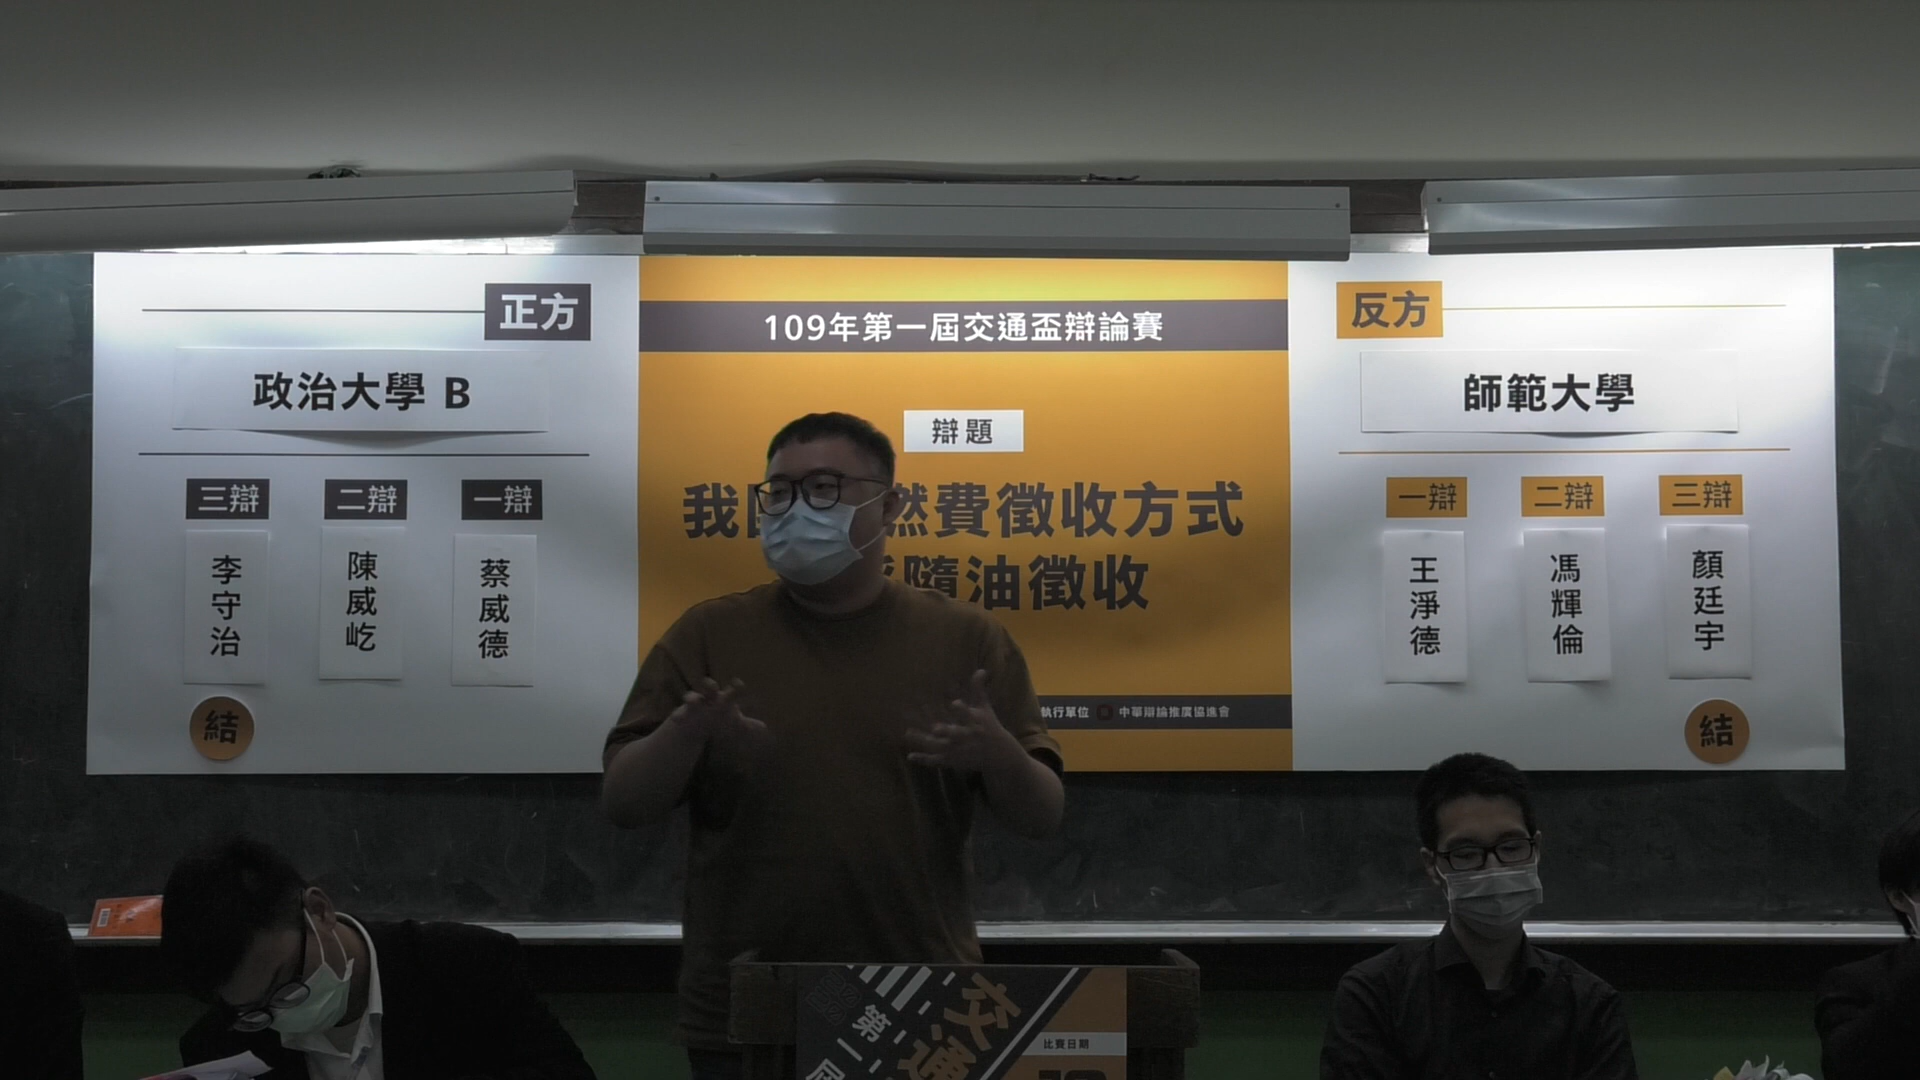 正方
政治大學 B
三辯
二辯
一辯
李守治
陳威屹
蔡威德
結
109年第一屆交通盃辯論賽
辯題
我 燃費徵收方式
隨油徵收
執行單位 中華辯論推廣協進會
反方
師範大學
一辯
二辯
三辯
王淨德
馮輝倫
顏廷宇
結
交通
第一屆
比賽日期